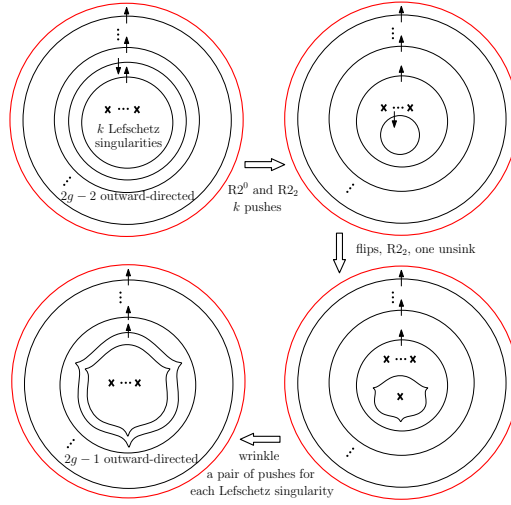 k Lefschetz
singularities
2g−2 outward-directed
R2⁰ and R2₂
k pushes
flips, R2₂, one unsink
2g−1 outward-directed
wrinkle
a pair of pushes for
each Lefschetz singularity